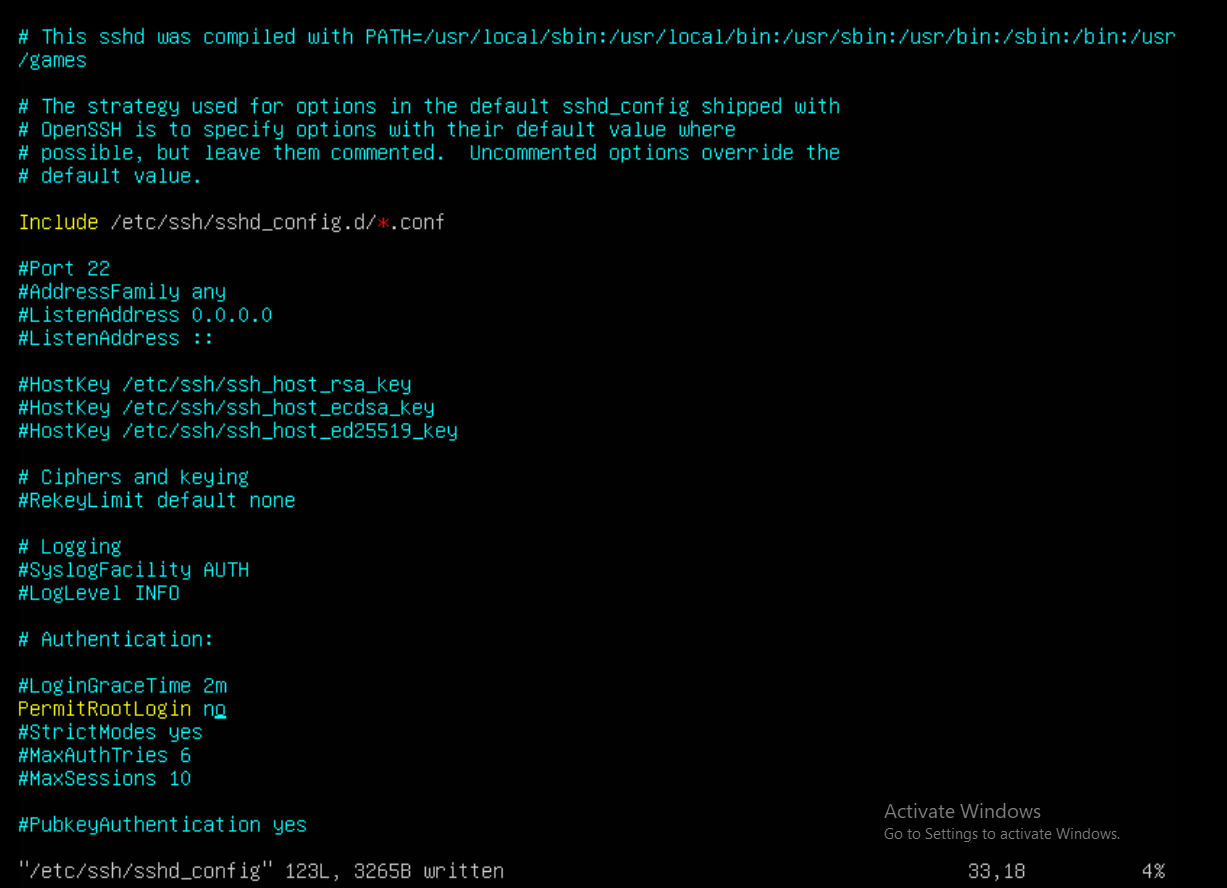 # This sshd was compiled with PATH=/usr/local/sbin:/usr/local/bin:/usr/sbin:/usr/bin:/sbin:/bin:/usr
/games
# The strategy used for options in the default sshd_config shipped with
# OpenSSH is to specify options with their default value where
# possible, but leave them commented.  Uncommented options override the
# default value.
Include /etc/ssh/sshd_config.d/*.conf
#Port 22
#AddressFamily any
#ListenAddress 0.0.0.0
#ListenAddress ::
#HostKey /etc/ssh/ssh_host_rsa_key
#HostKey /etc/ssh/ssh_host_ecdsa_key
#HostKey /etc/ssh/ssh_host_ed25519_key
# Ciphers and keying
#RekeyLimit default none
# Logging
#SyslogFacility AUTH
#LogLevel INFO
# Authentication:
#LoginGraceTime 2m
PermitRootLogin no
#StrictModes yes
#MaxAuthTries 6
#MaxSessions 10
#PubkeyAuthentication yes
Activate Windows
Go to Settings to activate Windows.
"/etc/ssh/sshd_config" 123L, 3265B written 33,18 4%